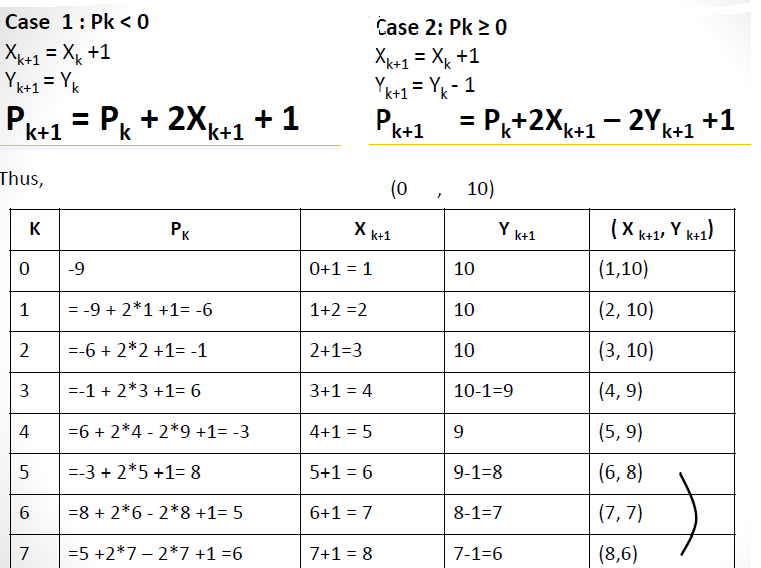 Case 1 : Pk < 0
Xk+1 = Xk +1
Yk+1 = Yk
Pk+1 = Pk + 2Xk+1 + 1
Case 2: Pk ≥ 0
Xk+1 = Xk +1
Yk+1 = Yk - 1
Pk+1 = Pk+2Xk+1 – 2Yk+1 +1
Thus,
(0 , 10)
K PK X k+1 Y k+1 ( X k+1, Y k+1)
0 -9 0+1 = 1 10 (1,10)
1 = -9 + 2*1 +1= -6 1+2 =2 10 (2, 10)
2 =-6 + 2*2 +1= -1 2+1=3 10 (3, 10)
3 =-1 + 2*3 +1= 6 3+1 = 4 10-1=9 (4, 9)
4 =6 + 2*4 - 2*9 +1= -3 4+1 = 5 9 (5, 9)
5 =-3 + 2*5 +1= 8 5+1 = 6 9-1=8 (6, 8)
6 =8 + 2*6 - 2*8 +1= 5 6+1 = 7 8-1=7 (7, 7)
7 =5 +2*7 – 2*7 +1 =6 7+1 = 8 7-1=6 (8,6)